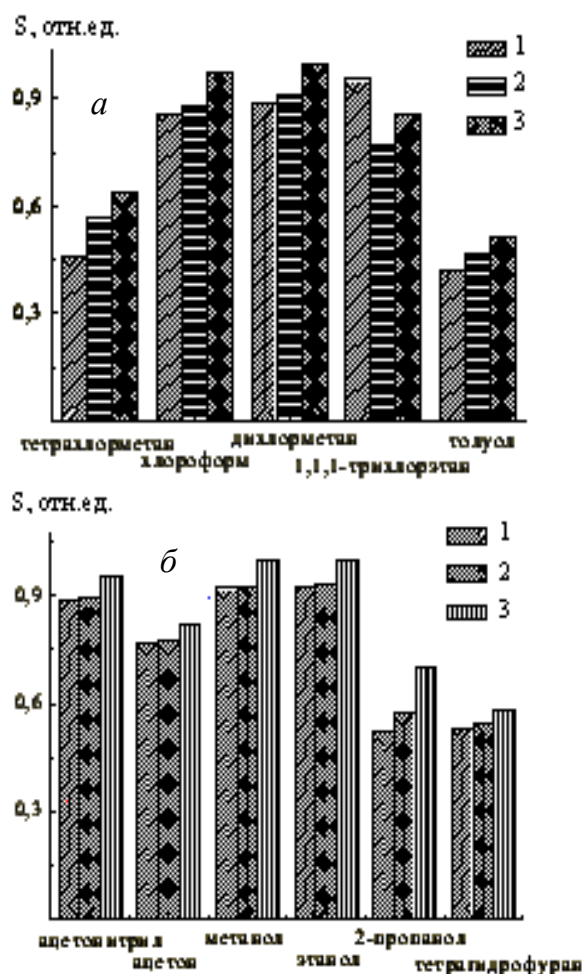 S, отн.ед.
1
а
2
0,9
3
0,6
0,3
тетрахлорметан
хлороформ
дихлорметан
1,1,1-трихлорэтан
толуол
S, отн.ед.
1
б
2
0,9
3
0,6
0,3
ацетонитрил
ацетон
метанол
этанол
2-пропанол
тетрагидрофуран